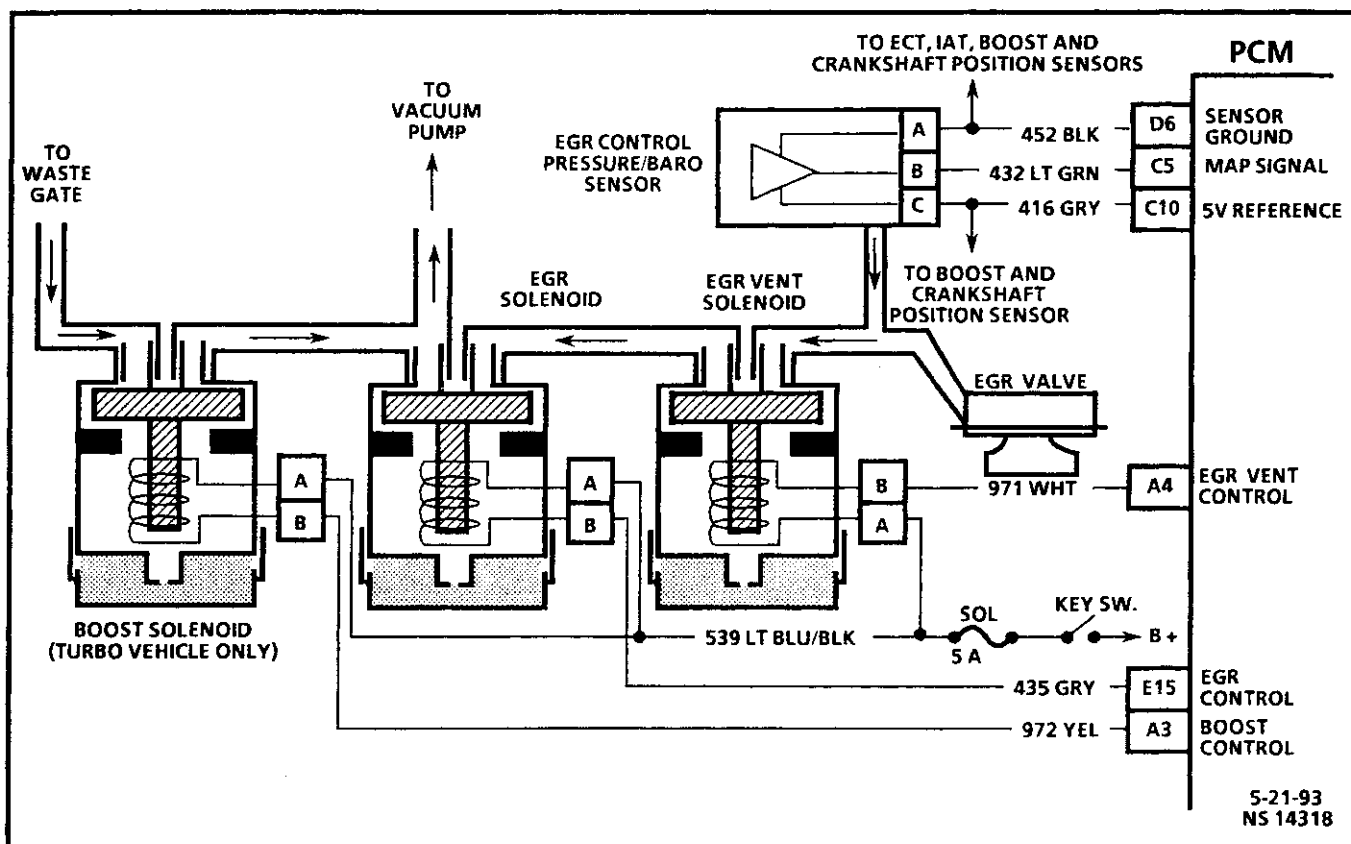 TO ECT, IAT, BOOST AND
CRANKSHAFT POSITION SENSORS
PCM
TO
VACUUM
PUMP
TO
WASTE
GATE
EGR CONTROL
PRESSURE/BARO
SENSOR
A
B
C
452 BLK
432 LT GRN
416 GRY
D6
C5
C10
SENSOR
GROUND
MAP SIGNAL
5V REFERENCE
EGR
SOLENOID
EGR VENT
SOLENOID
TO BOOST AND
CRANKSHAFT
POSITION SENSOR
EGR VALVE
A
B
A
B
B
A
971 WHT
A4
EGR VENT
CONTROL
BOOST SOLENOID
(TURBO VEHICLE ONLY)
539 LT BLU/BLK
SOL
5 A
KEY SW.
B +
435 GRY
E15
EGR
CONTROL
972 YEL
A3
BOOST
CONTROL
5-21-93
NS 14318